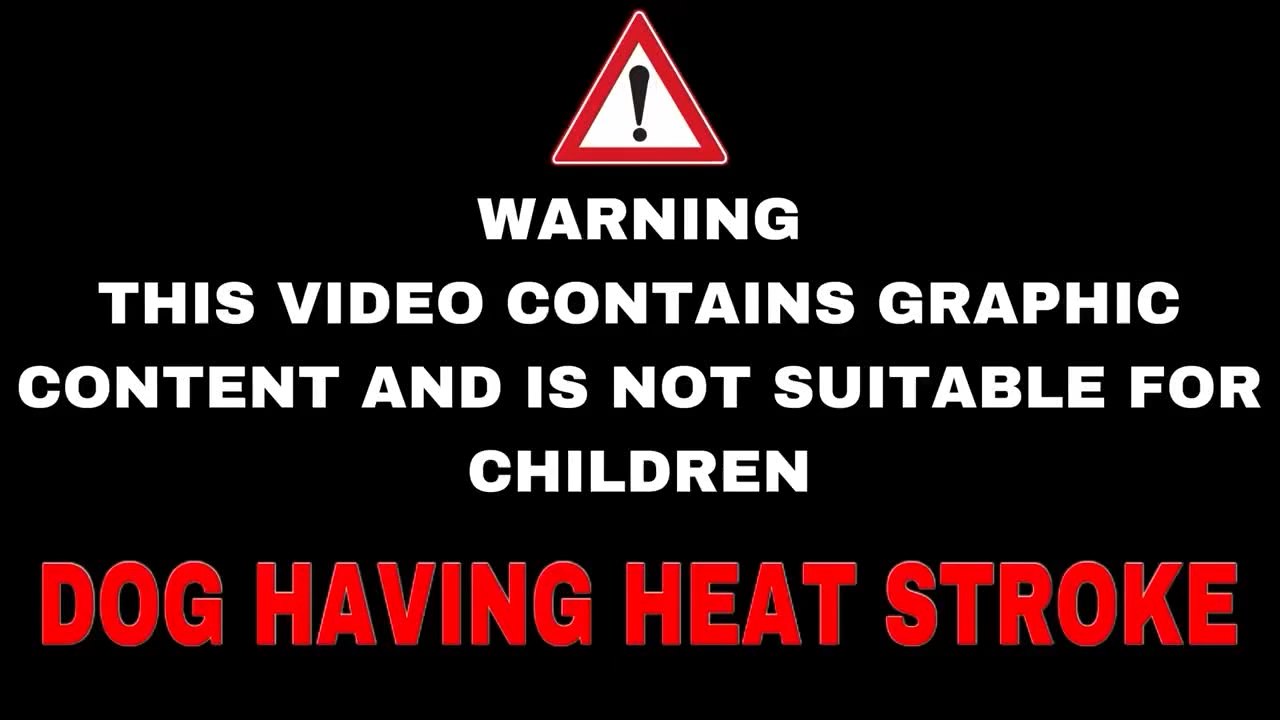 WARNING
THIS VIDEO CONTAINS GRAPHIC
CONTENT AND IS NOT SUITABLE FOR
CHILDREN
DOG HAVING HEAT STROKE